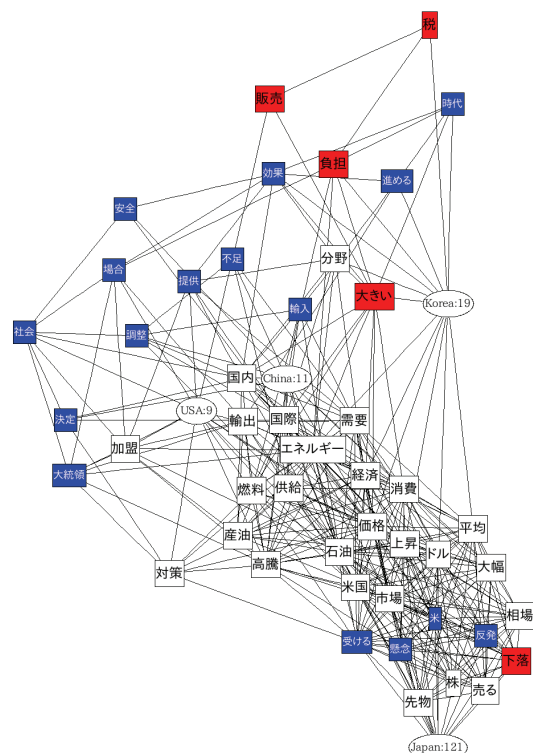 税
販売
時代
負担
効果
進める
安全
分野
不足
場合
提供
大きい
Korea:19
輸入
社会
調整
国内
China:11
USA:9
決定
輸出
国際
需要
加盟
エネルギー
大統領
経済
燃料
供給
消費
価格
平均
産油
上昇
石油
ドル
高騰
対策
大幅
米国
市場
相場
米
受ける
懸念
反発
下落
株
売る
先物
Japan:121